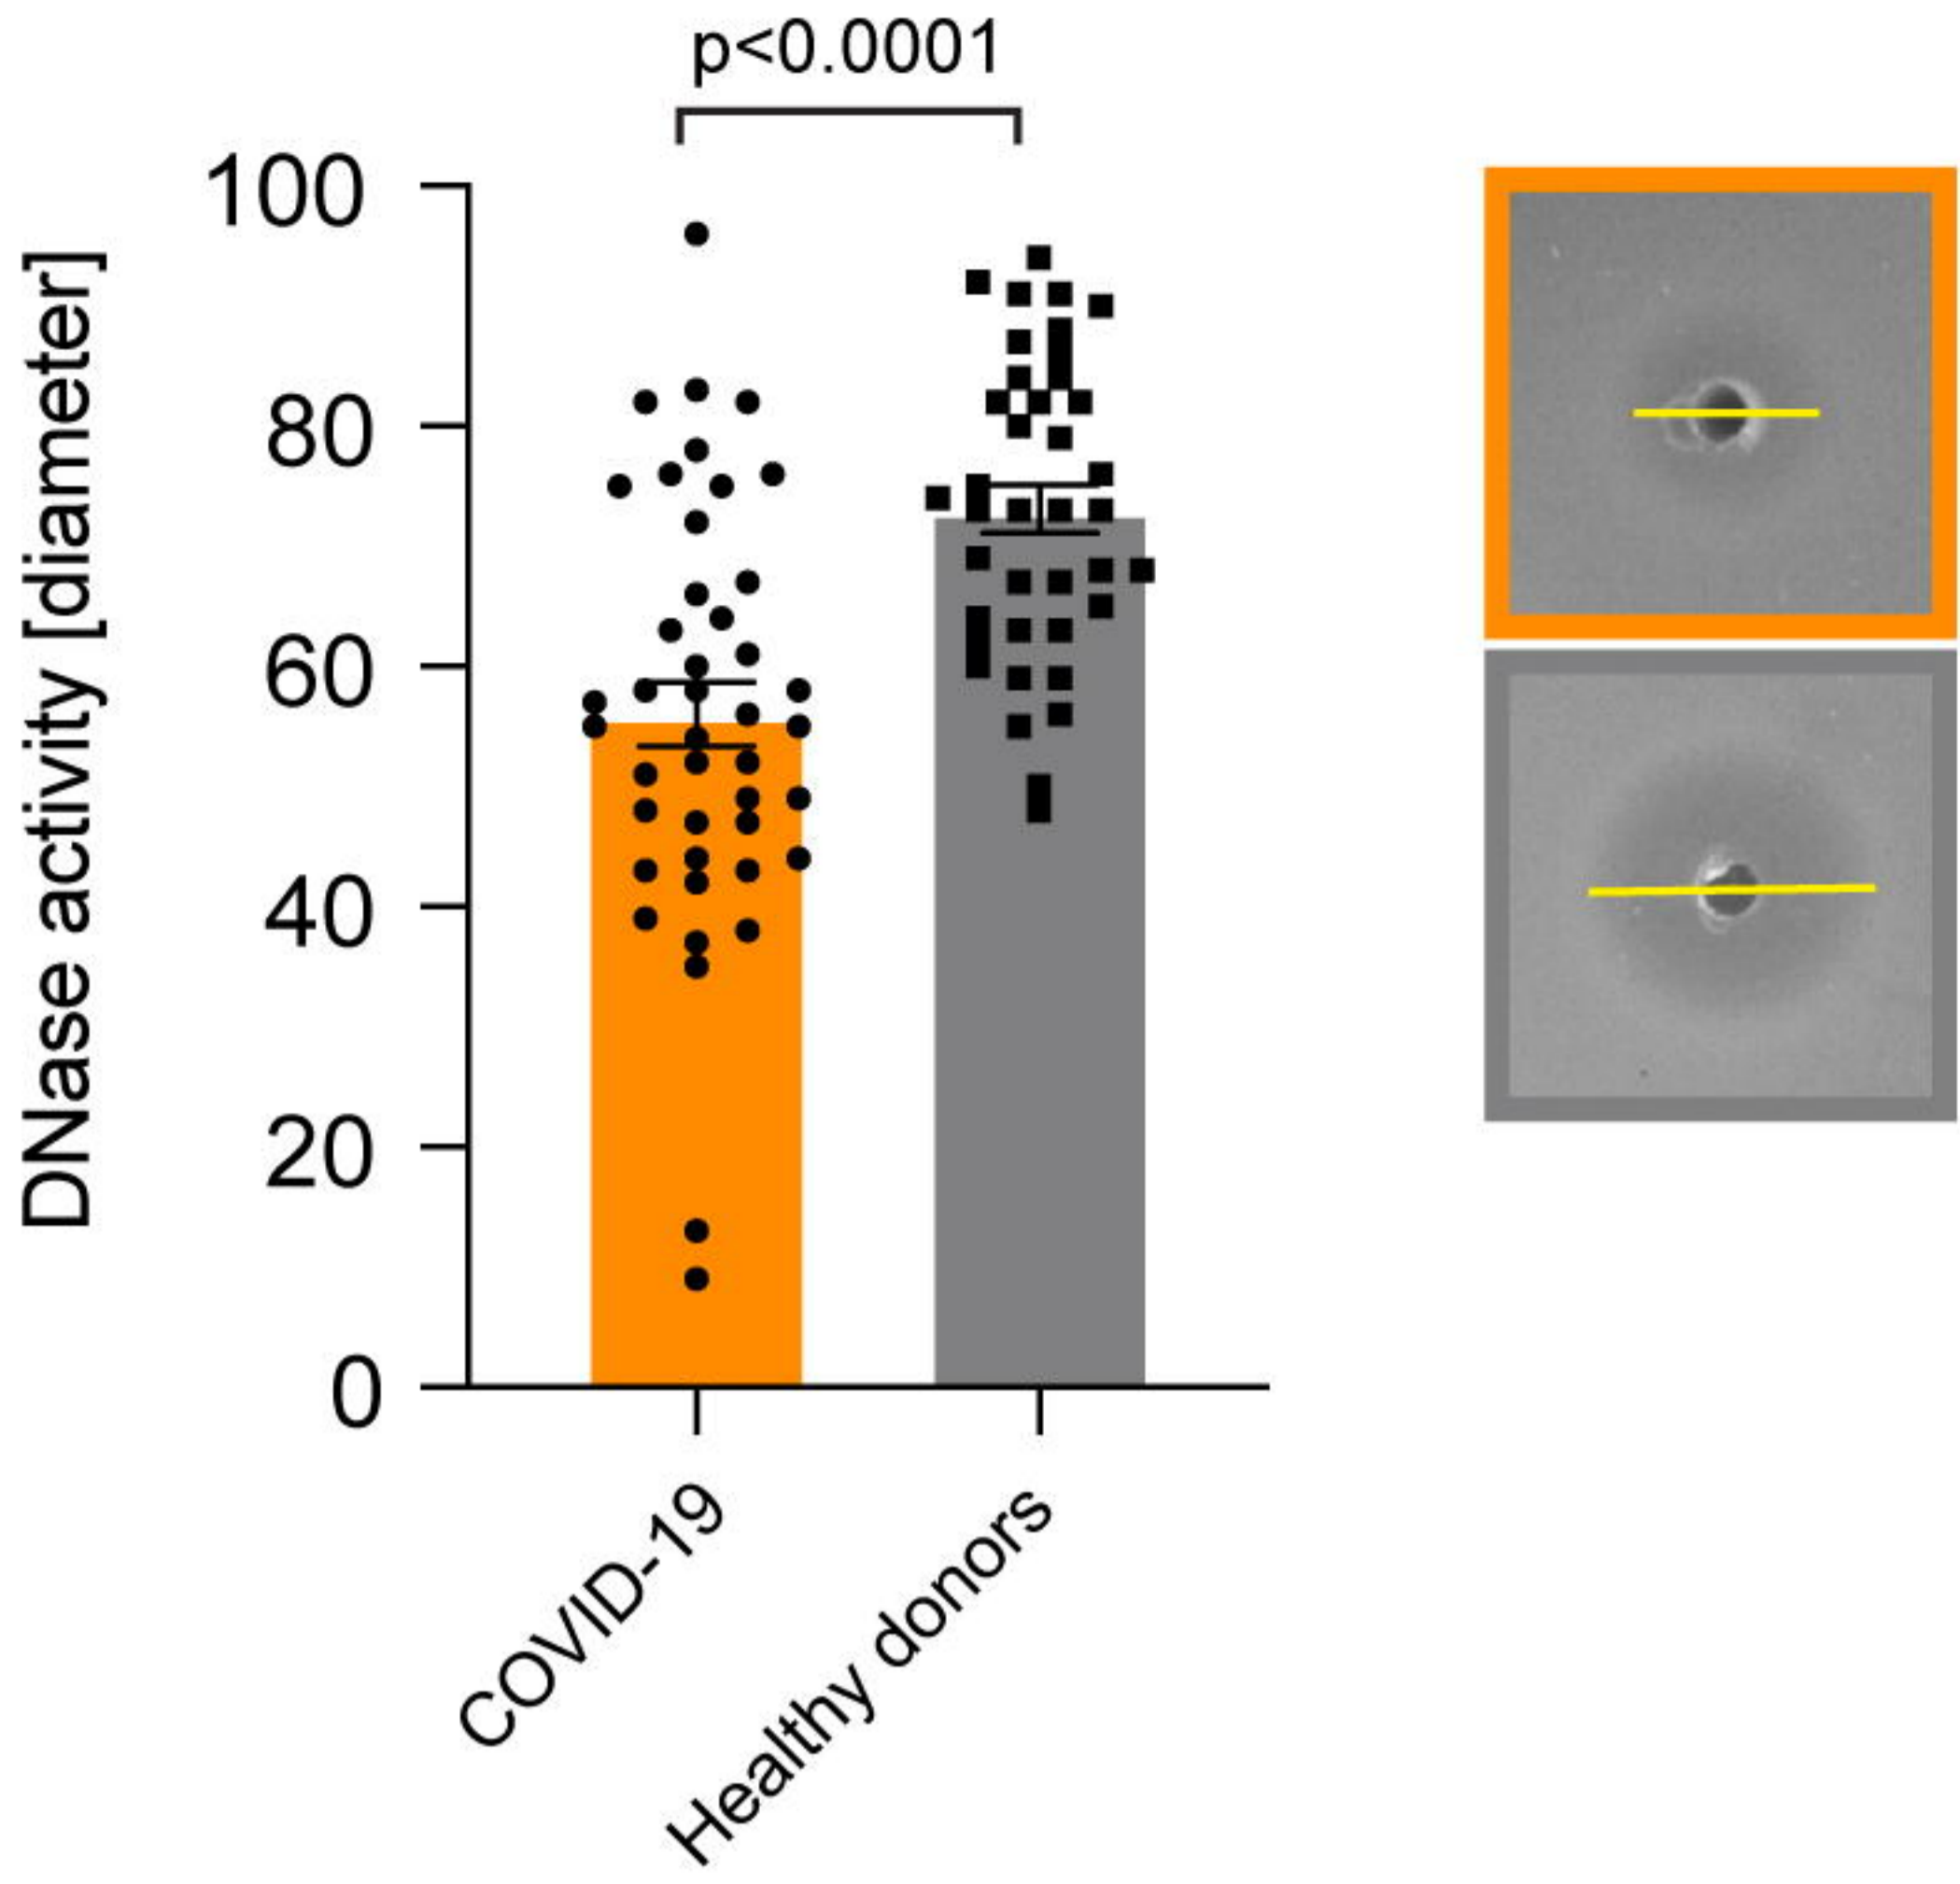 p<0.0001
DNase activity [diameter]
100
80
60
40
20
0
COVID-19
Healthy donors